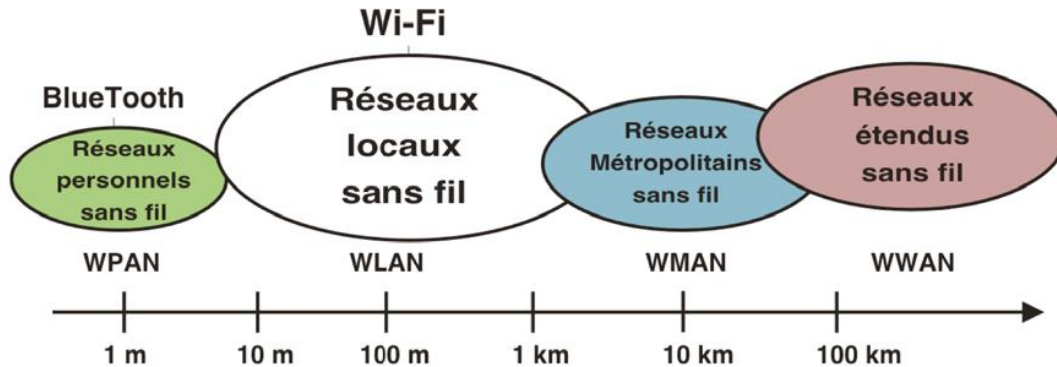 Wi-Fi
BlueTooth
Réseaux
personnels
sans fil
Réseaux
locaux
sans fil
Réseaux
Métropolitains
sans fil
Réseaux
étendus
sans fil
WPAN WLAN WMAN WWAN
1 m 10 m 100 m 1 km 10 km 100 km